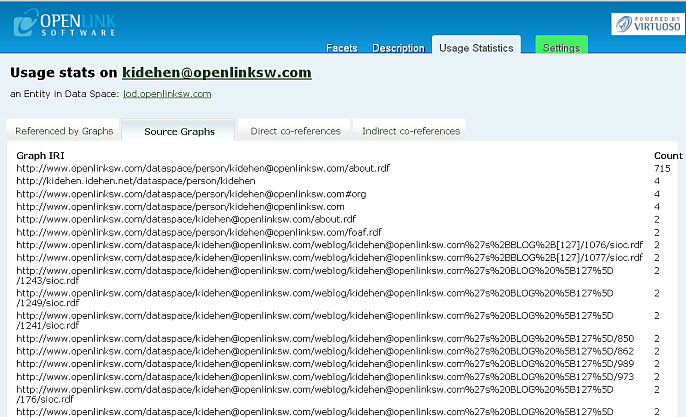 OPENLINK
SOFTWARE
POWERED BY
VIRTUOSO
Facets Description Usage Statistics Settings
Usage stats on kidehen@openlinksw.com
an Entity in Data Space: lod.openlinksw.com
Referenced by Graphs Source Graphs Direct co-references Indirect co-references
Graph IRI Count
http://www.openlinksw.com/dataspace/person/kidehen@openlinksw.com/about.rdf 715
http://kidehen.idehen.net/dataspace/person/kidehen 4
http://www.openlinksw.com/dataspace/person/kidehen@openlinksw.com#org 4
http://www.openlinksw.com/dataspace/person/kidehen@openlinksw.com 4
http://www.openlinksw.com/dataspace/kidehen@openlinksw.com/about.rdf 2
http://www.openlinksw.com/dataspace/person/kidehen@openlinksw.com/foaf.rdf 2
http://www.openlinksw.com/dataspace/kidehen@openlinksw.com/weblog/kidehen@openlinksw.com%27s%2BBLOG%2B[127]/1076/sioc.rdf 2
http://www.openlinksw.com/dataspace/kidehen@openlinksw.com/weblog/kidehen@openlinksw.com%27s%2BBLOG%2B[127]/1077/sioc.rdf 2
http://www.openlinksw.com/dataspace/kidehen@openlinksw.com/weblog/kidehen@openlinksw.com%27s%20BLOG%20%5B127%5D 2
/1243/sioc.rdf
http://www.openlinksw.com/dataspace/kidehen@openlinksw.com/weblog/kidehen@openlinksw.com%27s%20BLOG%20%5B127%5D 2
/1249/sioc.rdf
http://www.openlinksw.com/dataspace/kidehen@openlinksw.com/weblog/kidehen@openlinksw.com%27s%20BLOG%20%5B127%5D 2
/1241/sioc.rdf
http://www.openlinksw.com/dataspace/kidehen@openlinksw.com/weblog/kidehen@openlinksw.com%27s%20BLOG%20%5B127%5D/850 2
http://www.openlinksw.com/dataspace/kidehen@openlinksw.com/weblog/kidehen@openlinksw.com%27s%20BLOG%20%5B127%5D/862 2
http://www.openlinksw.com/dataspace/kidehen@openlinksw.com/weblog/kidehen@openlinksw.com%27s%20BLOG%20%5B127%5D/989 2
http://www.openlinksw.com/dataspace/kidehen@openlinksw.com/weblog/kidehen@openlinksw.com%27s%20BLOG%20%5B127%5D/973 2
http://www.openlinksw.com/dataspace/kidehen@openlinksw.com/weblog/kidehen@openlinksw.com%27s%20BLOG%20%5B127%5D 2
/176/sioc.rdf
http://www.openlinksw.com/dataspace/kidehen@openlinksw.com/weblog/kidehen@openlinksw.com%27s%20BLOG%20%5B127%5D 2